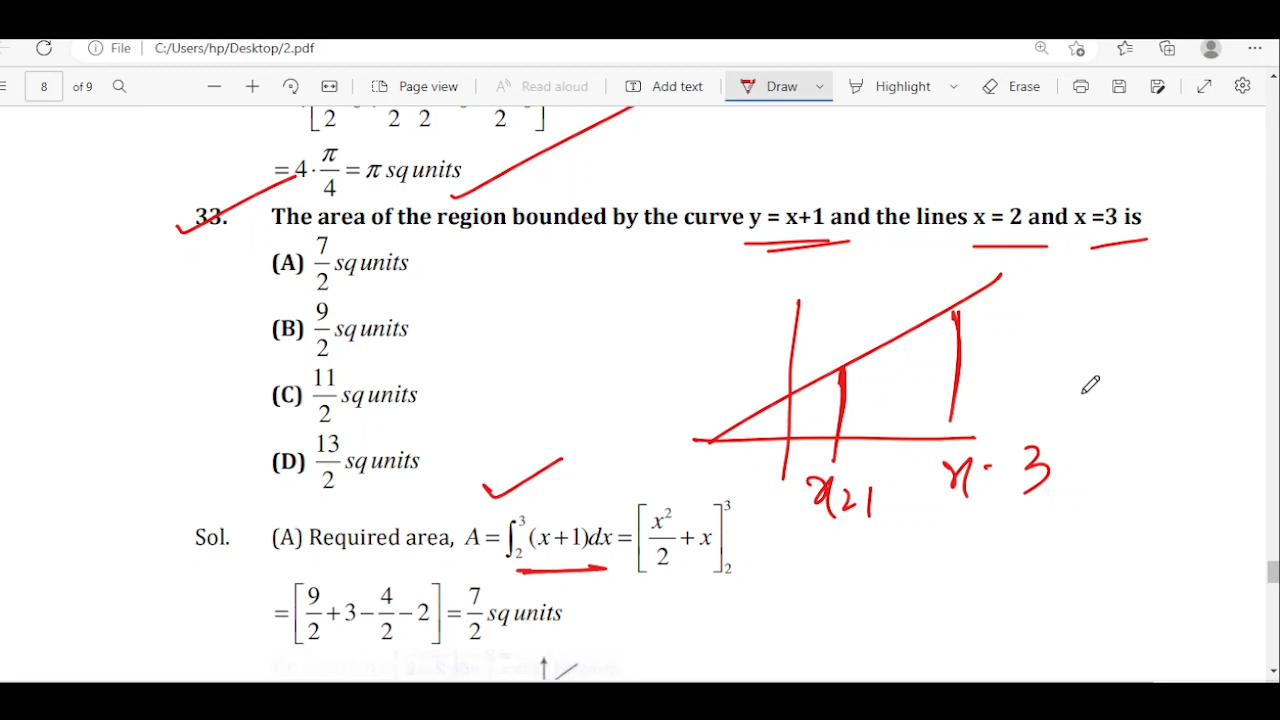 File C:/Users/hp/Desktop/2.pdf
8 of 9 Page view Read aloud Add text Draw Highlight Erase
2 2 2 2
= 4 · π/4 = π sq units
33. The area of the region bounded by the curve y = x+1 and the lines x = 2 and x =3 is
(A) 7/2 sq units
(B) 9/2 sq units
(C) 11/2 sq units
(D) 13/2 sq units
x=1
x = 3
Sol. (A) Required area, A = ∫₂³ (x+1)dx = [x²/2 + x]₂³
= [9/2 + 3 − 4/2 − 2] = 7/2 sq units